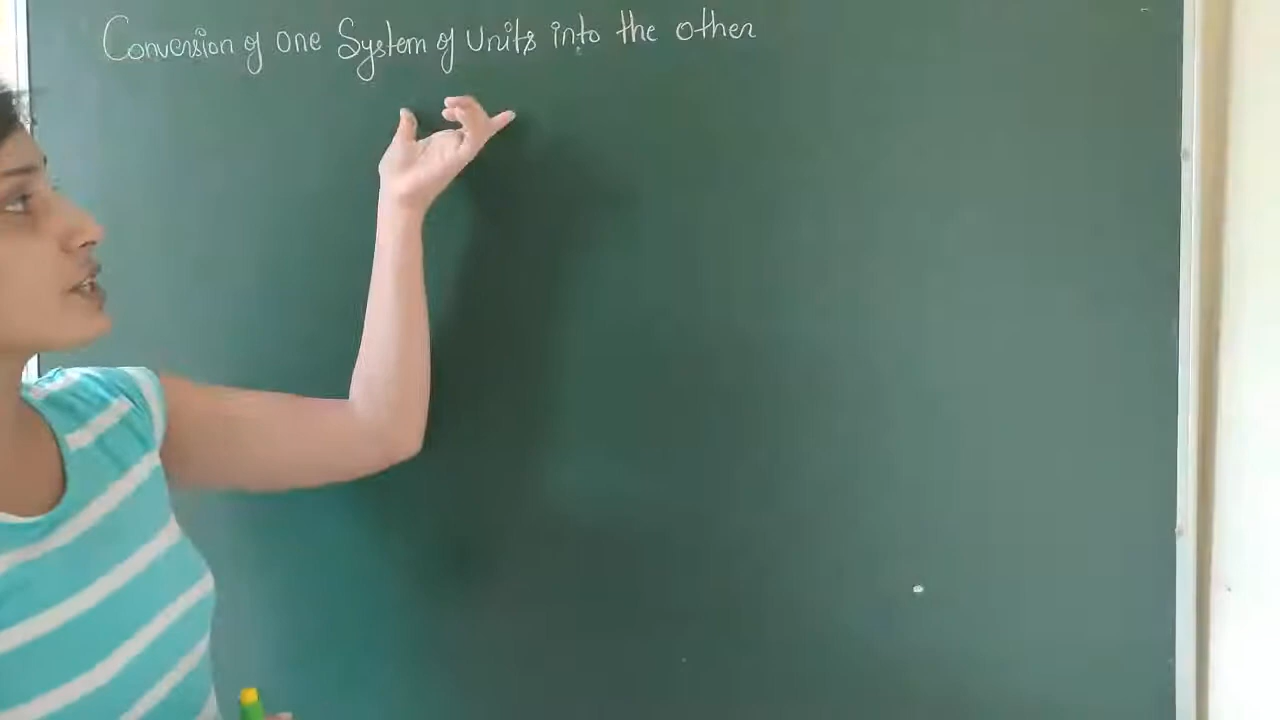 Conversion of one System of Units into the other